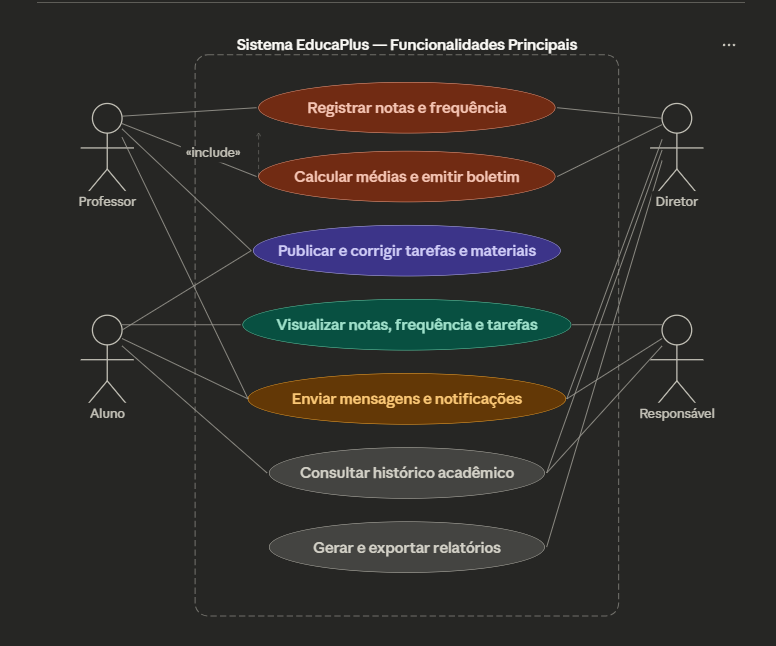 Sistema EducaPlus — Funcionalidades Principais
Registrar notas e frequência
«include»
Calcular médias e emitir boletim
Professor
Diretor
Publicar e corrigir tarefas e materiais
Visualizar notas, frequência e tarefas
Enviar mensagens e notificações
Aluno
Responsável
Consultar histórico acadêmico
Gerar e exportar relatórios